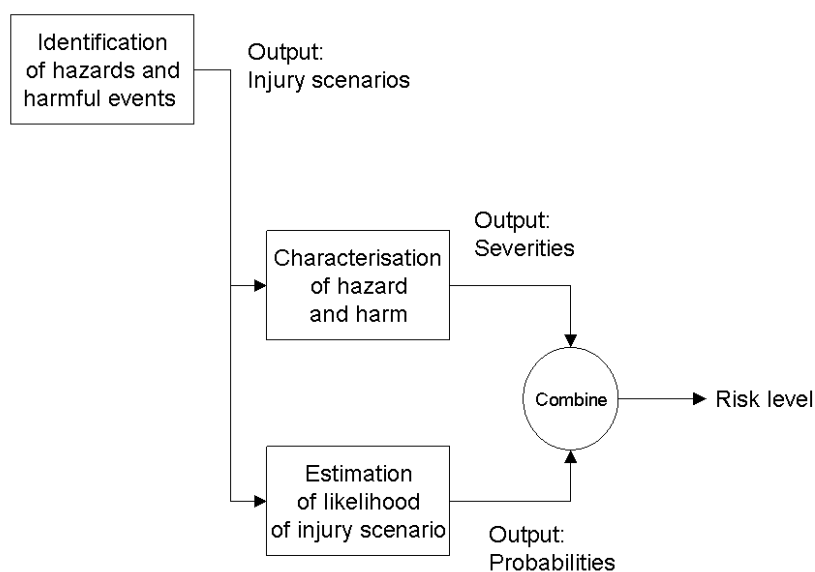 Identification
of hazards and
harmful events
Output:
Injury scenarios
Output:
Severities
Characterisation
of hazard
and harm
Combine
Risk level
Estimation
of likelihood
of injury scenario
Output:
Probabilities